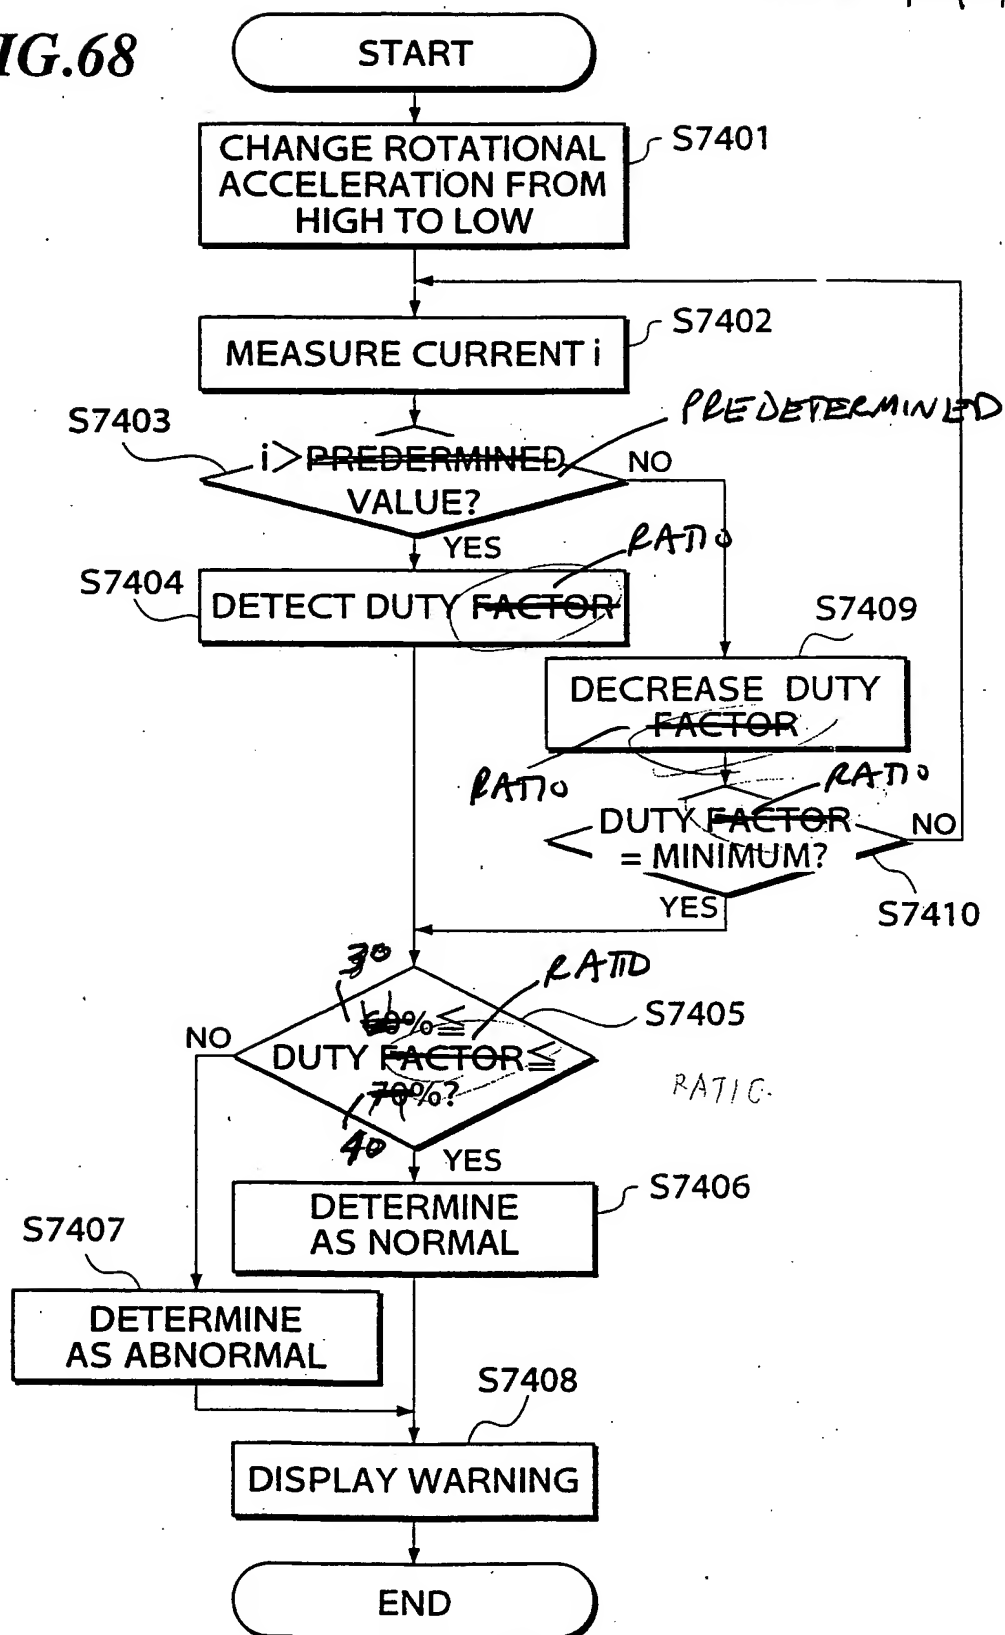 IG.68
START
CHANGE ROTATIONAL
ACCELERATION FROM
HIGH TO LOW
S7401
MEASURE CURRENT i
S7402
PREDETERMINED
S7403
i > PREDERMINED
VALUE?
NO
YES
RATIO
S7404
DETECT DUTY FACTOR
S7409
DECREASE DUTY
FACTOR
RATIO
RATIO
DUTY FACTOR
= MINIMUM?
NO
YES
S7410
30
RATIO
60%≦
DUTY FACTOR≦
70%?
S7405
NO
40
YES
RATIO
DETERMINE
AS NORMAL
S7406
S7407
DETERMINE
AS ABNORMAL
S7408
DISPLAY WARNING
END